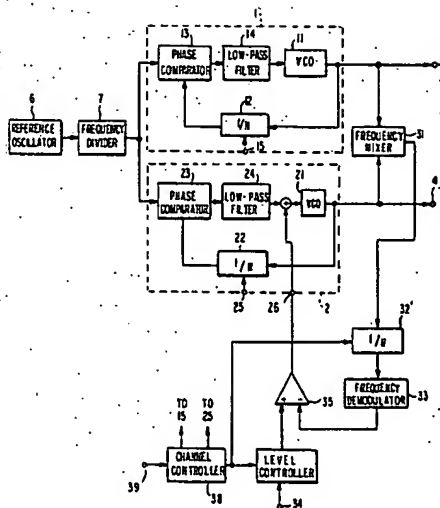 1
13
14
11
PHASE COMPARATOR
LOW-PASS FILTER
VCO
6
7
REFERENCE OSCILLATOR
FREQUENCY DIVIDER
12
1/N
15
31
FREQUENCY MIXER
23
24
21
PHASE COMPARATOR
LOW-PASS FILTER
+
VCO
4
22
1/N
25
26
2
32'
1/N
35
+
-
FREQUENCY DEMODULATOR
33
TO 15
TO 25
39
CHANNEL CONTROLLER
38
LEVEL CONTROLLER
34